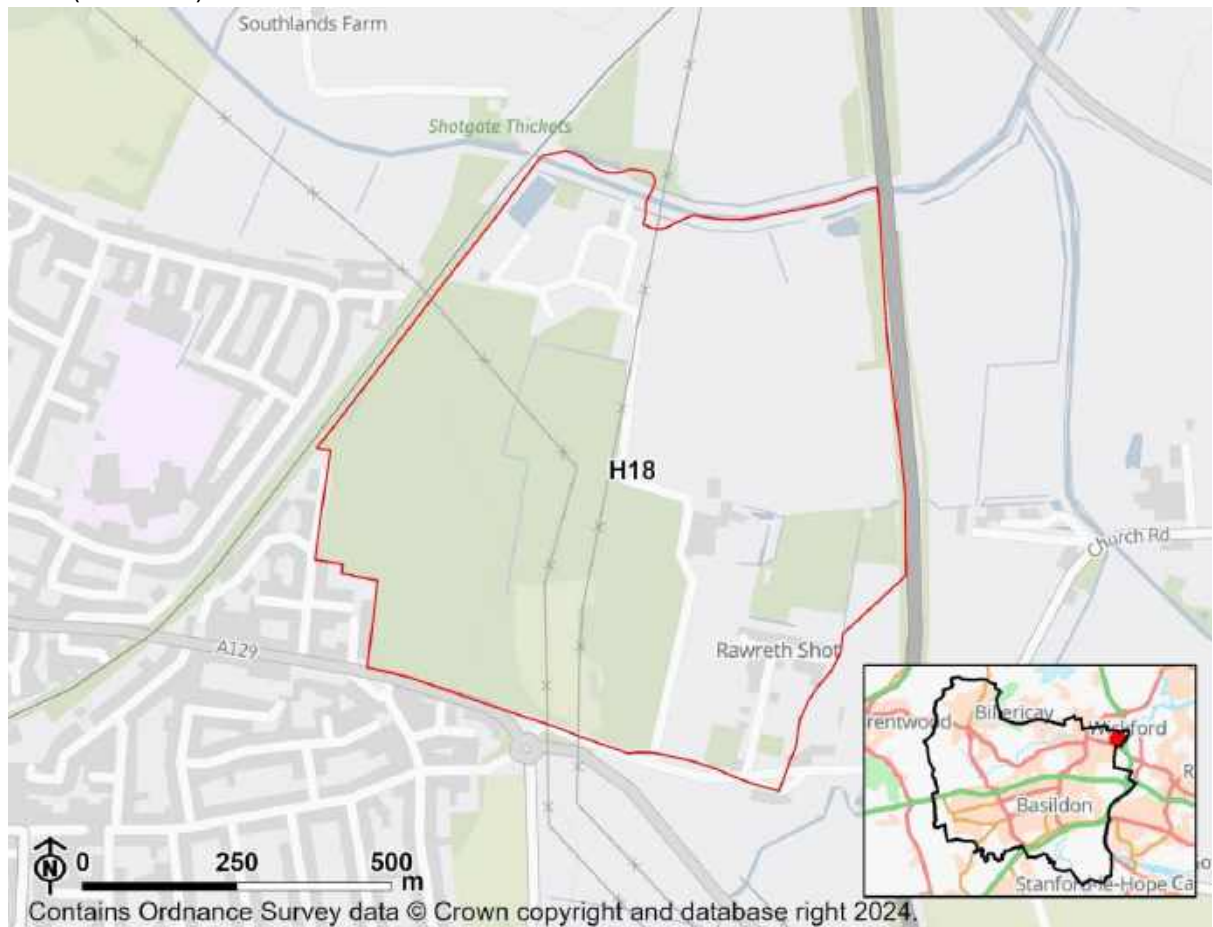 Southlands Farm
Shotgate Thickets
H18
Church Rd
A129
Rawreth Shot
Billericay
Wickford
Basildon
N
0 250 500
m
Contains Ordnance Survey data © Crown copyright and database right 2024.